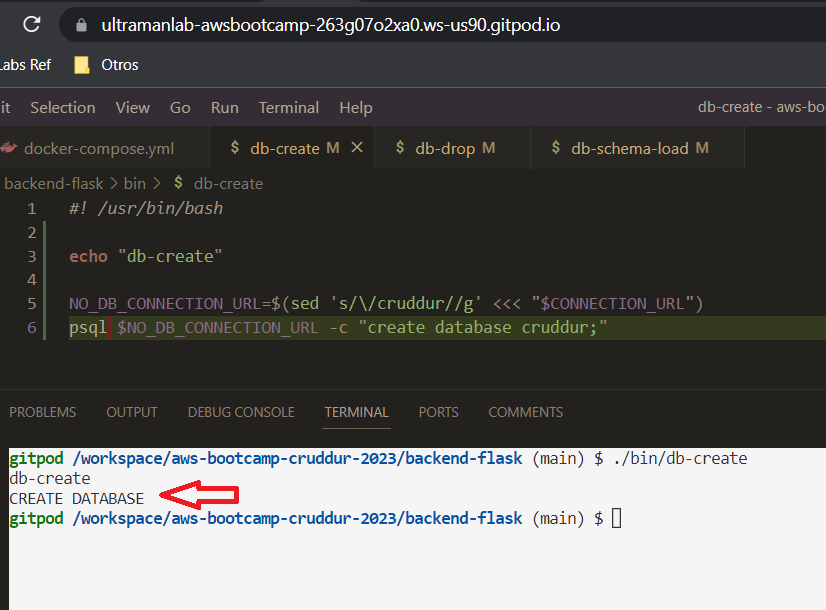 ultramanlab-awsbootcamp-263g07o2xa0.ws-us90.gitpod.io
Labs Ref Otros
it Selection View Go Run Terminal Help db-create - aws-boo
docker-compose.yml $ db-create M $ db-drop M $ db-schema-load M
backend-flask > bin > $ db-create
1 #! /usr/bin/bash
2
3 echo "db-create"
4
5 NO_DB_CONNECTION_URL=$(sed 's/\/cruddur//g' <<< "$CONNECTION_URL")
6 psql $NO_DB_CONNECTION_URL -c "create database cruddur;"
PROBLEMS OUTPUT DEBUG CONSOLE TERMINAL PORTS COMMENTS
gitpod /workspace/aws-bootcamp-cruddur-2023/backend-flask (main) $ ./bin/db-create
db-create
CREATE DATABASE
gitpod /workspace/aws-bootcamp-cruddur-2023/backend-flask (main) $